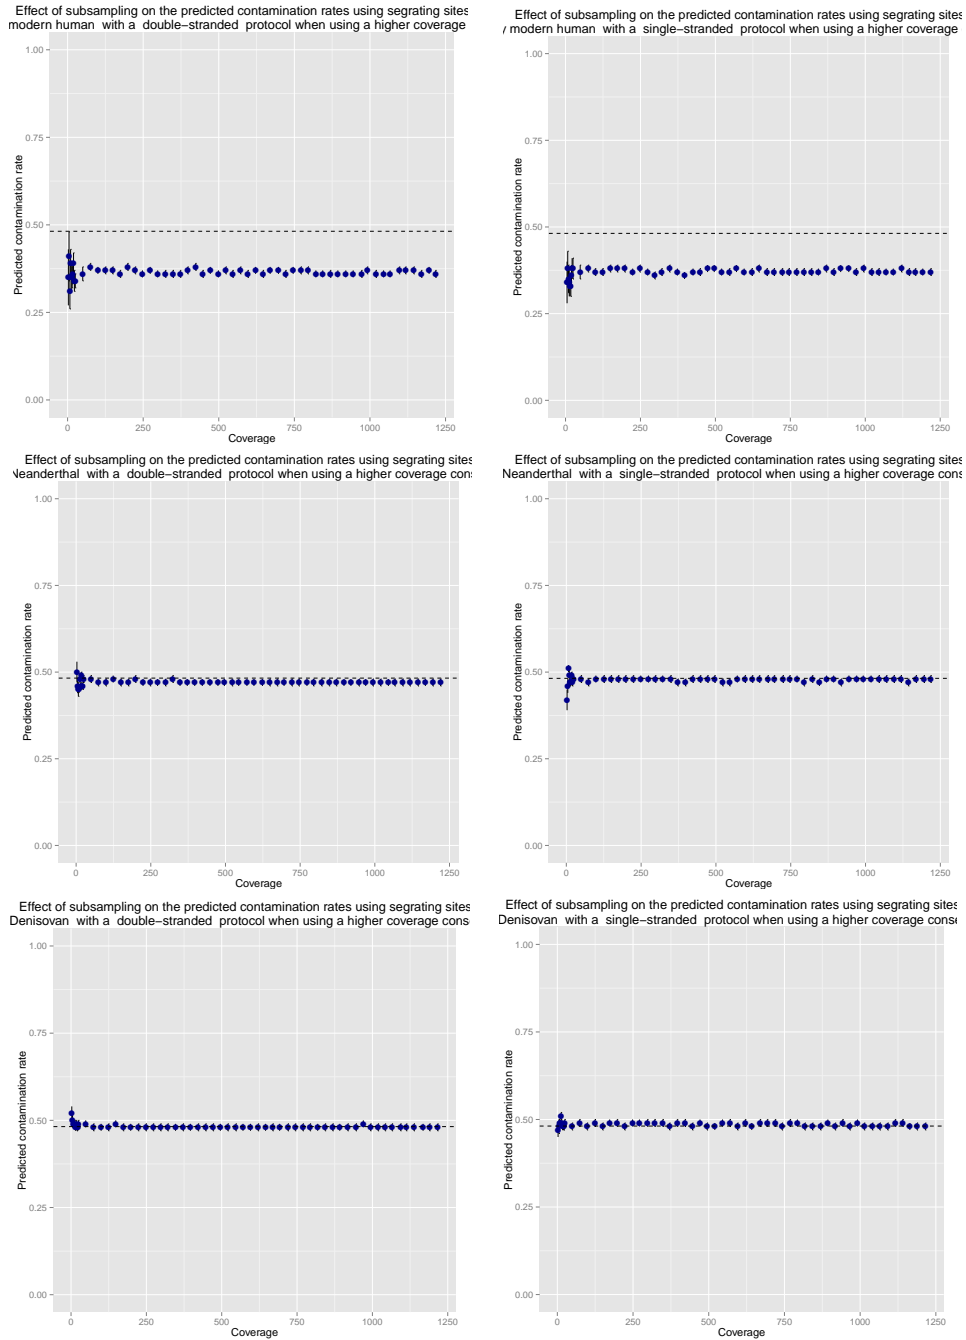 Effect of subsampling on the predicted contamination rates using segrating sites
modern human with a double−stranded protocol when using a higher coverage
1.00
0.75
0.50
0.25
0.00
Predicted contamination rate
0 250 500 750 1000 1250
Coverage
Effect of subsampling on the predicted contamination rates using segrating sites
modern human with a single−stranded protocol when using a higher coverage
1.00
0.75
0.50
0.25
0.00
Predicted contamination rate
0 250 500 750 1000 1250
Coverage
Effect of subsampling on the predicted contamination rates using segrating sites
Neanderthal with a double−stranded protocol when using a higher coverage cons
1.00
0.75
0.50
0.25
0.00
Predicted contamination rate
0 250 500 750 1000 1250
Coverage
Effect of subsampling on the predicted contamination rates using segrating sites
Neanderthal with a single−stranded protocol when using a higher coverage cons
1.00
0.75
0.50
0.25
0.00
Predicted contamination rate
0 250 500 750 1000 1250
Coverage
Effect of subsampling on the predicted contamination rates using segrating sites
Denisovan with a double−stranded protocol when using a higher coverage conse
1.00
0.75
0.50
0.25
0.00
Predicted contamination rate
0 250 500 750 1000 1250
Coverage
Effect of subsampling on the predicted contamination rates using segrating sites
Denisovan with a single−stranded protocol when using a higher coverage conse
1.00
0.75
0.50
0.25
0.00
Predicted contamination rate
0 250 500 750 1000 1250
Coverage